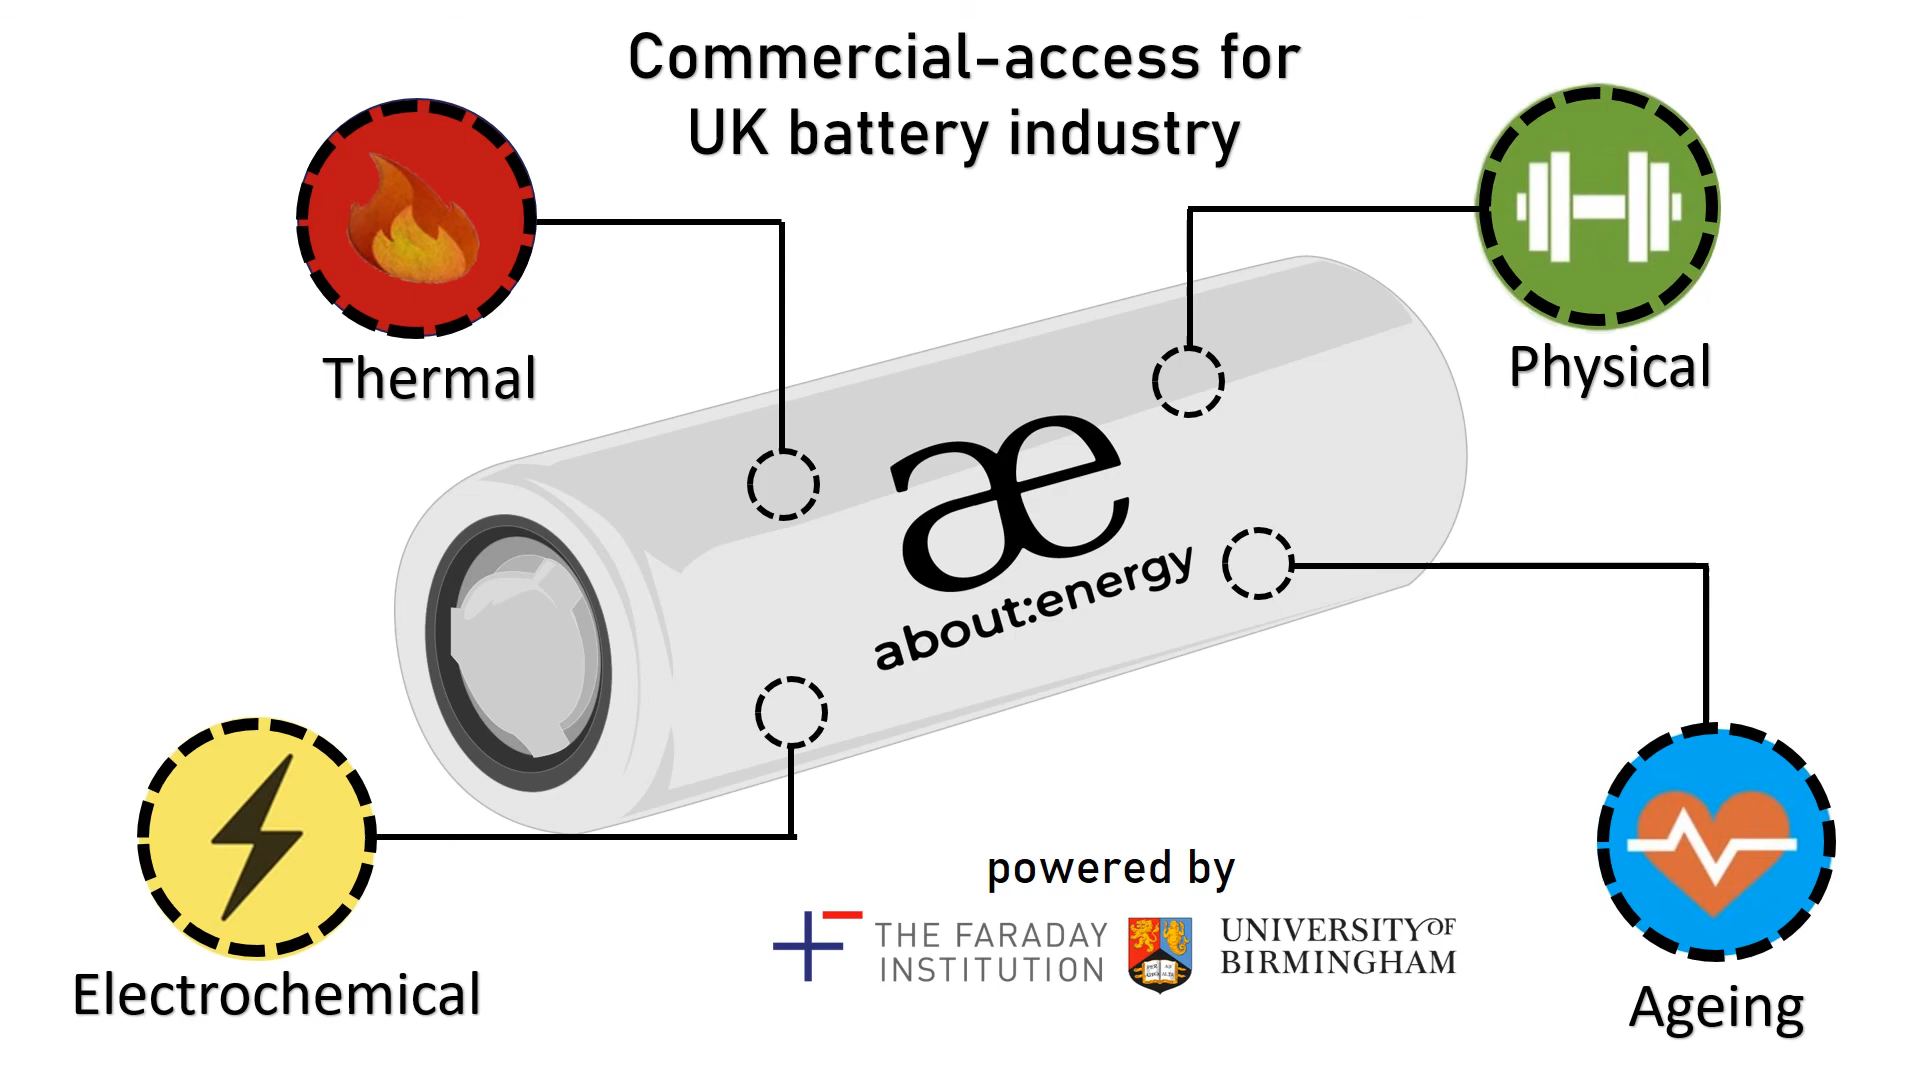 Commercial-access for
UK battery industry
Thermal
Physical
æ
about:energy
Electrochemical
Ageing
powered by
THE FARADAY
INSTITUTION
UNIVERSITY OF
BIRMINGHAM